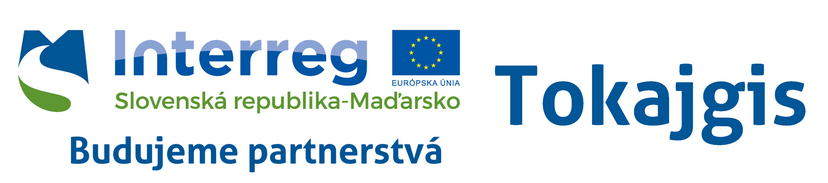 Interreg
EURÓPSKA ÚNIA
Slovenská republika-Maďarsko
Budujeme partnerstvá
Tokajgis